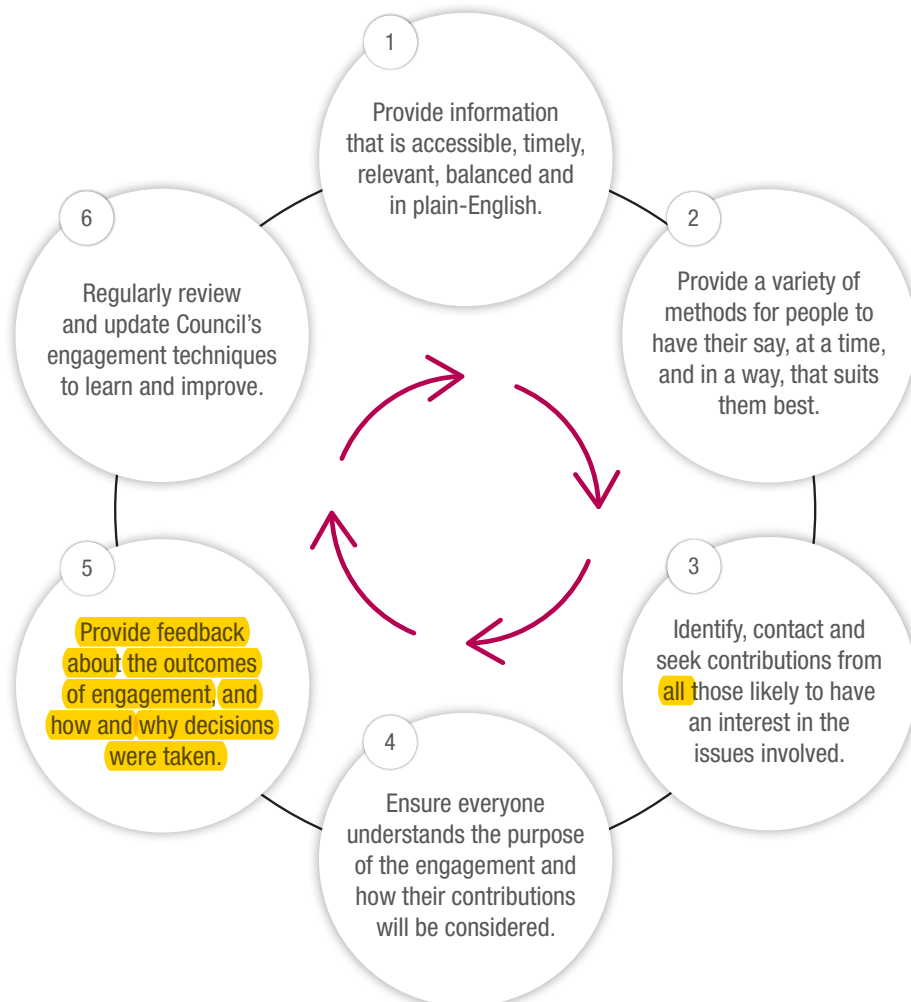 1
Provide information
that is accessible, timely,
relevant, balanced and
in plain-English.
2
Provide a variety of
methods for people to
have their say, at a time,
and in a way, that suits
them best.
3
Identify, contact and
seek contributions from
all those likely to have
an interest in the
issues involved.
4
Ensure everyone
understands the purpose
of the engagement and
how their contributions
will be considered.
5
Provide feedback
about the outcomes
of engagement, and
how and why decisions
were taken.
6
Regularly review
and update Council’s
engagement techniques
to learn and improve.